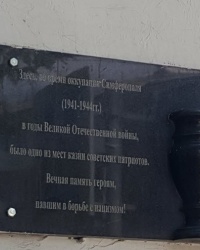 Здесь, во время оккупации Симферополя
(1941-1944гг.)
в годы Великой Отечественной войны,
было одно из мест казни советских патриотов.
Вечная память героям,
павшим в борьбе с нацизмом!